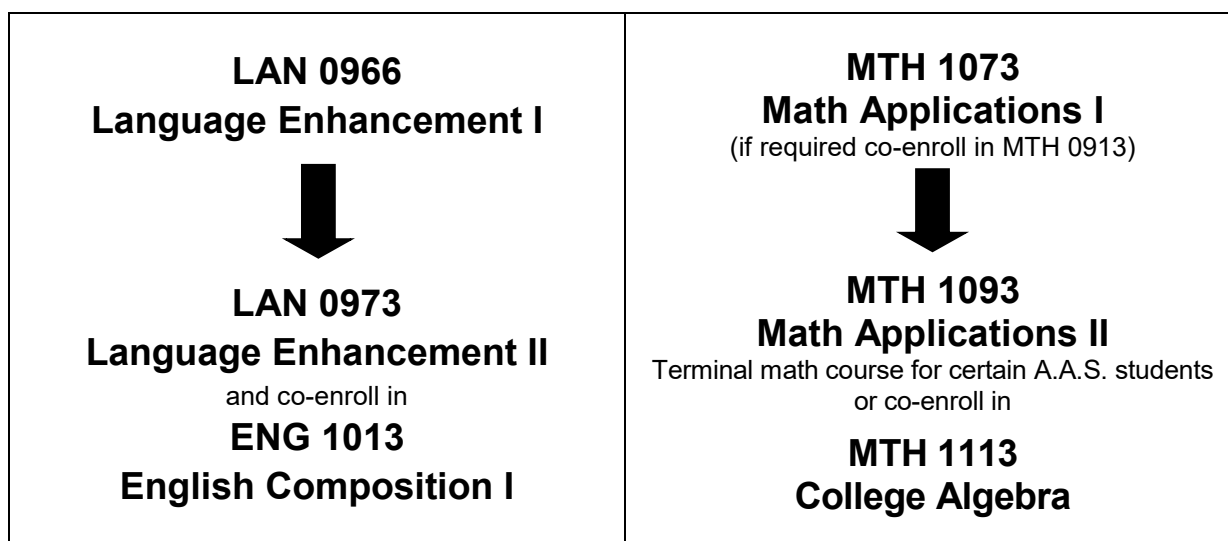 LAN 0966
Language Enhancement I
LAN 0973
Language Enhancement II
and co-enroll in
ENG 1013
English Composition I
MTH 1073
Math Applications I
(if required co-enroll in MTH 0913)
MTH 1093
Math Applications II
Terminal math course for certain A.A.S. students
or co-enroll in
MTH 1113
College Algebra